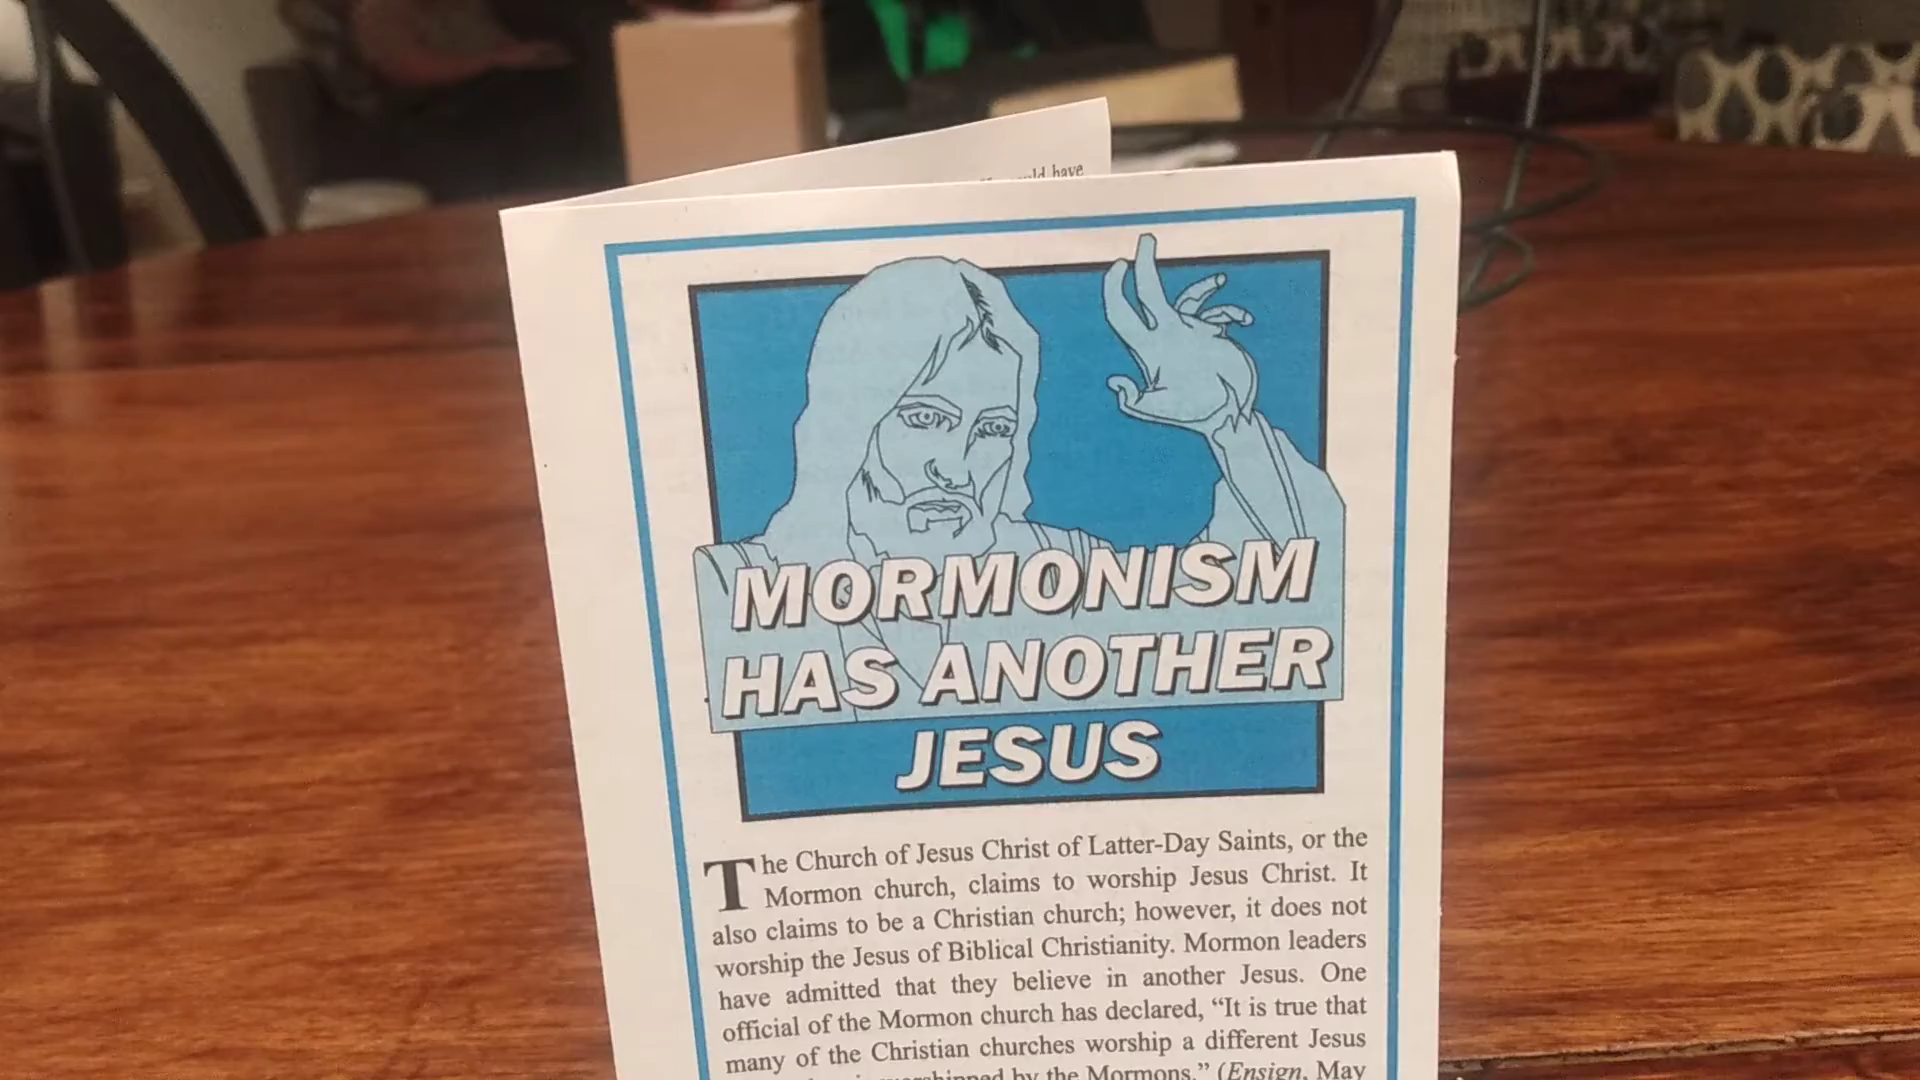 have
MORMONISM
HAS ANOTHER
JESUS
The Church of Jesus Christ of Latter-Day Saints, or the
Mormon church, claims to worship Jesus Christ. It
also claims to be a Christian church; however, it does not
worship the Jesus of Biblical Christianity. Mormon leaders
have admitted that they believe in another Jesus. One
official of the Mormon church has declared, “It is true that
many of the Christian churches worship a different Jesus
by the Mormons.” (Ensign, May